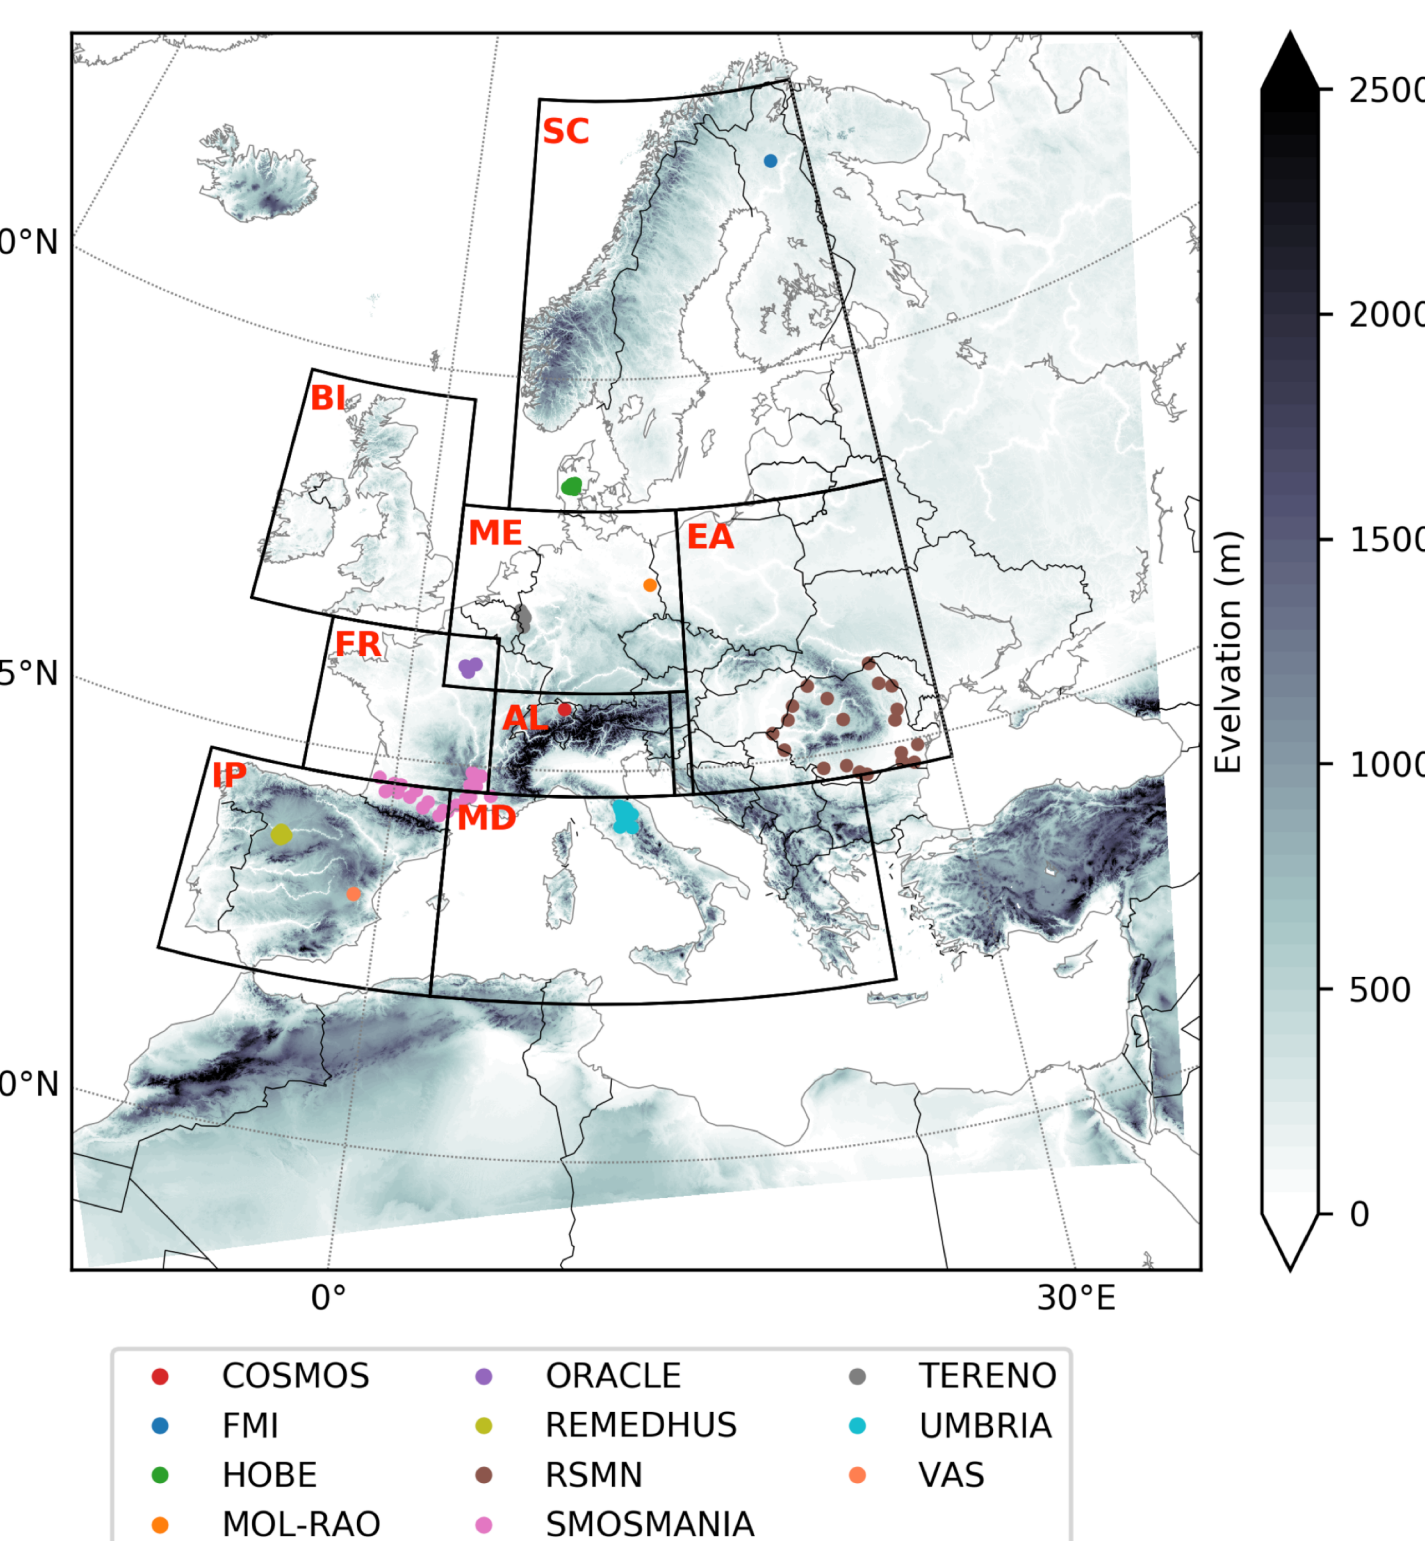 SC
BI
ME
EA
FR
AL
IP
MD
0°N
5°N
0°N
0°
30°E
2500
2000
1500
1000
500
0
Evelvation (m)
COSMOS
ORACLE
TERENO
FMI
REMEDHUS
UMBRIA
HOBE
RSMN
VAS
MOL-RAO
SMOSMANIA